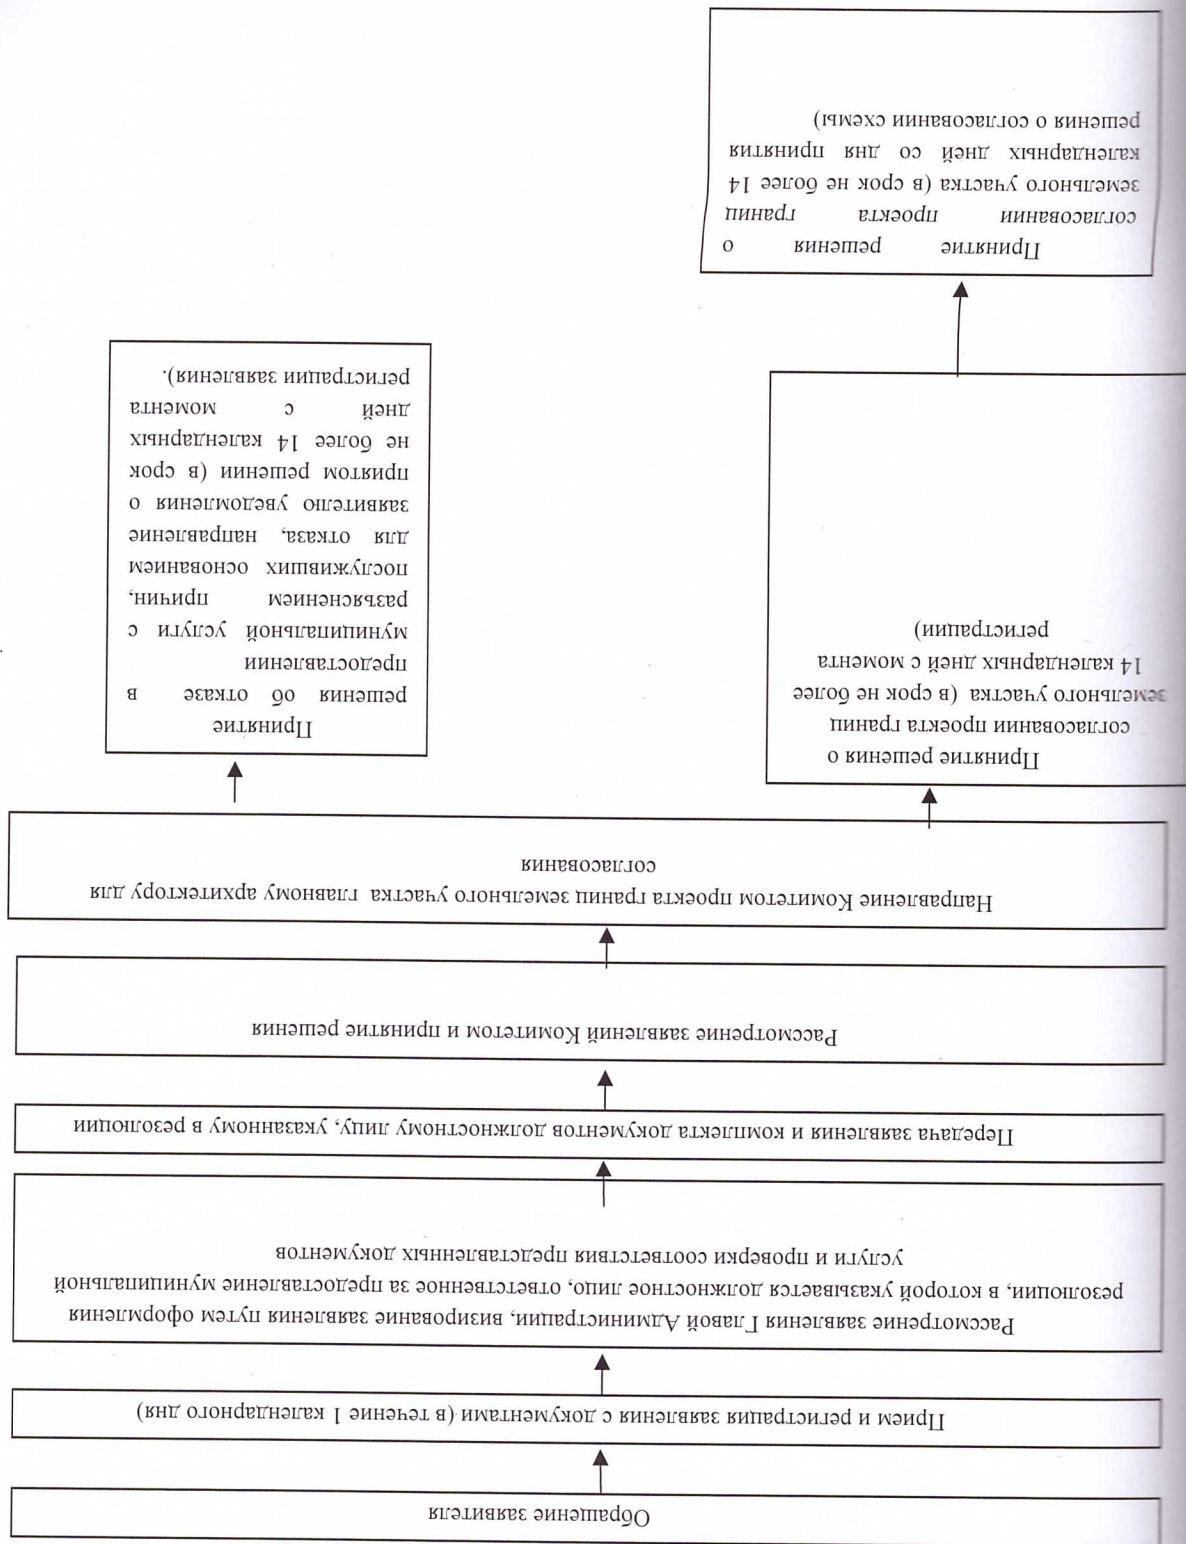 Обращение заявителя
Прием и регистрация заявления с документами (в течение 1 календарного дня)
Рассмотрение заявления Главой Администрации, визирование заявления путем оформления
резолюции, в которой указывается должностное лицо, ответственное за предоставление муниципальной
услуги и проверки соответствия представленных документов
Передача заявления и комплекта документов должностному лицу, указанному в резолюции
Рассмотрение заявлений Комитетом и принятие решения
Направление Комитетом проекта границ земельного участка главному архитектору для
согласования
Принятие решения о
согласовании проекта границ
земельного участка (в срок не более
14 календарных дней с момента
регистрации)
Принятие
решения об отказе в
предоставлении
муниципальной услуги с
разъяснением причин,
послуживших основанием
для отказа, направление
заявителю уведомления о
принятом решении (в срок
не более 14 календарных
дней с момента
регистрации заявления).
Принятие решения о
согласовании проекта границ
земельного участка (в срок не более 14
календарных дней со дня принятия
решения о согласовании схемы)